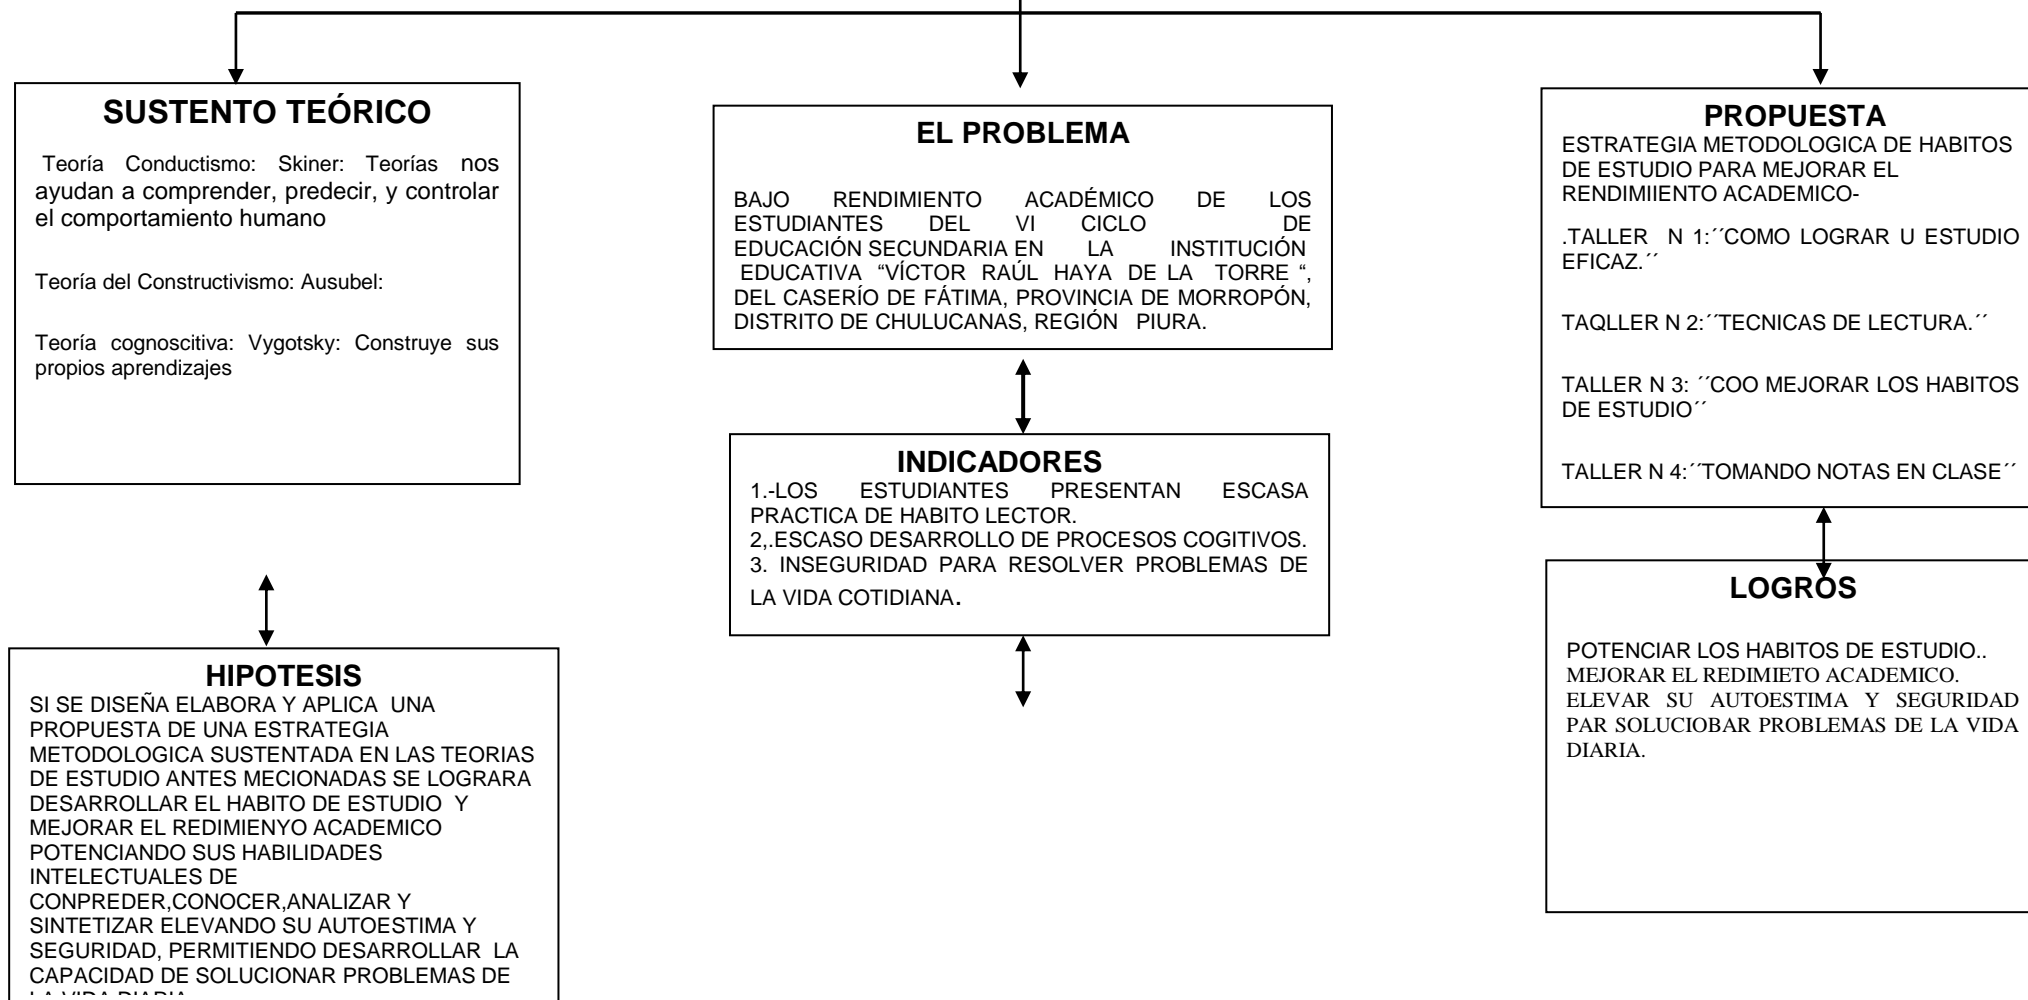 SUSTENTO TEÓRICO
Teoría Conductismo: Skiner: Teorías nos
ayudan a comprender, predecir, y controlar
el comportamiento humano
Teoría del Constructivismo: Ausubel:
Teoría cognoscitiva: Vygotsky: Construye sus
propios aprendizajes
HIPOTESIS
SI SE DISEÑA ELABORA Y APLICA UNA
PROPUESTA DE UNA ESTRATEGIA
METODOLOGICA SUSTENTADA EN LAS TEORIAS
DE ESTUDIO ANTES MECIONADAS SE LOGRARA
DESARROLLAR EL HABITO DE ESTUDIO Y
MEJORAR EL REDIMIENYO ACADEMICO
POTENCIANDO SUS HABILIDADES
INTELECTUALES DE
CONPREDER,CONOCER,ANALIZAR Y
SINTETIZAR ELEVANDO SU AUTOESTIMA Y
SEGURIDAD, PERMITIENDO DESARROLLAR LA
CAPACIDAD DE SOLUCIONAR PROBLEMAS DE
LA VIDA DIARIA
EL PROBLEMA
BAJO RENDIMIENTO ACADÉMICO DE LOS
ESTUDIANTES DEL VI CICLO DE
EDUCACIÓN SECUNDARIA EN LA INSTITUCIÓN
EDUCATIVA “VÍCTOR RAÚL HAYA DE LA TORRE “,
DEL CASERÍO DE FÁTIMA, PROVINCIA DE MORROPÓN,
DISTRITO DE CHULUCANAS, REGIÓN PIURA.
INDICADORES
1.-LOS ESTUDIANTES PRESENTAN ESCASA
PRACTICA DE HABITO LECTOR.
2,.ESCASO DESARROLLO DE PROCESOS COGITIVOS.
3. INSEGURIDAD PARA RESOLVER PROBLEMAS DE
LA VIDA COTIDIANA.
PROPUESTA
ESTRATEGIA METODOLOGICA DE HABITOS
DE ESTUDIO PARA MEJORAR EL
RENDIMIIENTO ACADEMICO-
.TALLER N 1:´´COMO LOGRAR U ESTUDIO
EFICAZ.´´
TAQLLER N 2:´´TECNICAS DE LECTURA.´´
TALLER N 3: ´´COO MEJORAR LOS HABITOS
DE ESTUDIO´´
TALLER N 4:´´TOMANDO NOTAS EN CLASE´´
LOGROS
POTENCIAR LOS HABITOS DE ESTUDIO..
MEJORAR EL REDIMIETO ACADEMICO.
ELEVAR SU AUTOESTIMA Y SEGURIDAD
PAR SOLUCIOBAR PROBLEMAS DE LA VIDA
DIARIA.